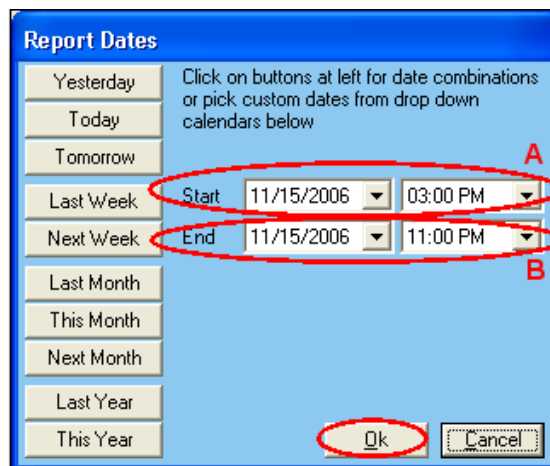 Report Dates
Yesterday
Today
Tomorrow
Last Week
Next Week
Last Month
This Month
Next Month
Last Year
This Year
Click on buttons at left for date combinations
or pick custom dates from drop down
calendars below
A
Start 11/15/2006 03:00 PM
End 11/15/2006 11:00 PM
B
Ok Cancel